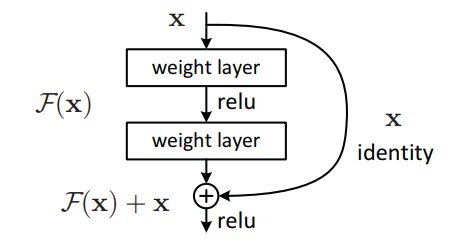 x
weight layer
relu
F(x)
weight layer
x
identity
F(x) + x
relu